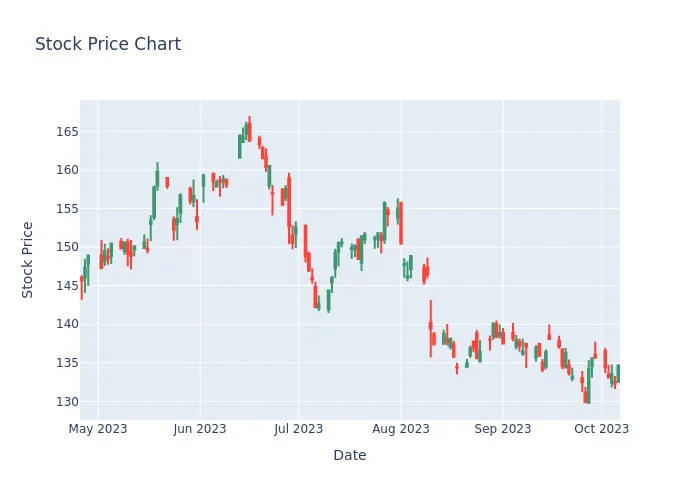 Stock Price Chart
Stock Price
165
160
155
150
145
140
135
130
May 2023
Jun 2023
Jul 2023
Aug 2023
Sep 2023
Oct 2023
Date